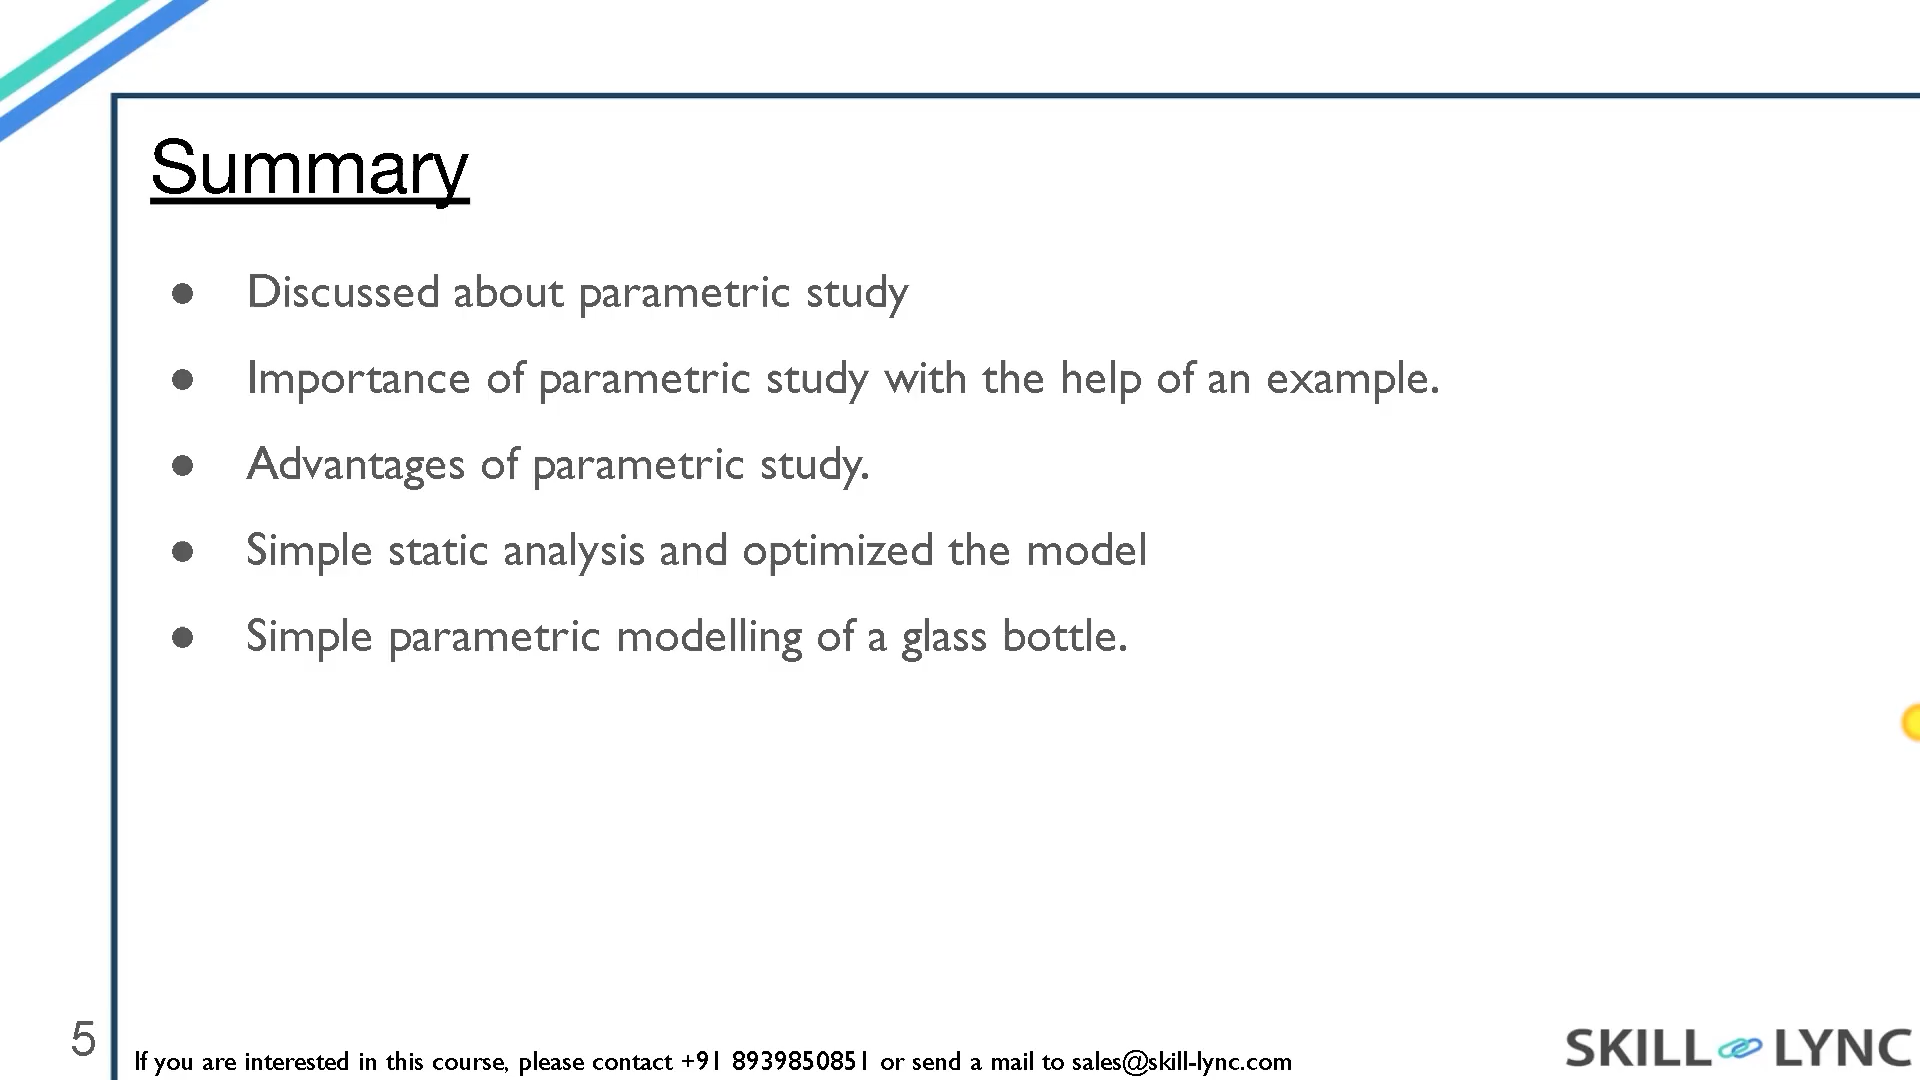 Summary
● Discussed about parametric study
● Importance of parametric study with the help of an example.
● Advantages of parametric study.
● Simple static analysis and optimized the model
● Simple parametric modelling of a glass bottle.
5
If you are interested in this course, please contact +91 8939850851 or send a mail to sales@skill-lync.com
SKILL LYNC